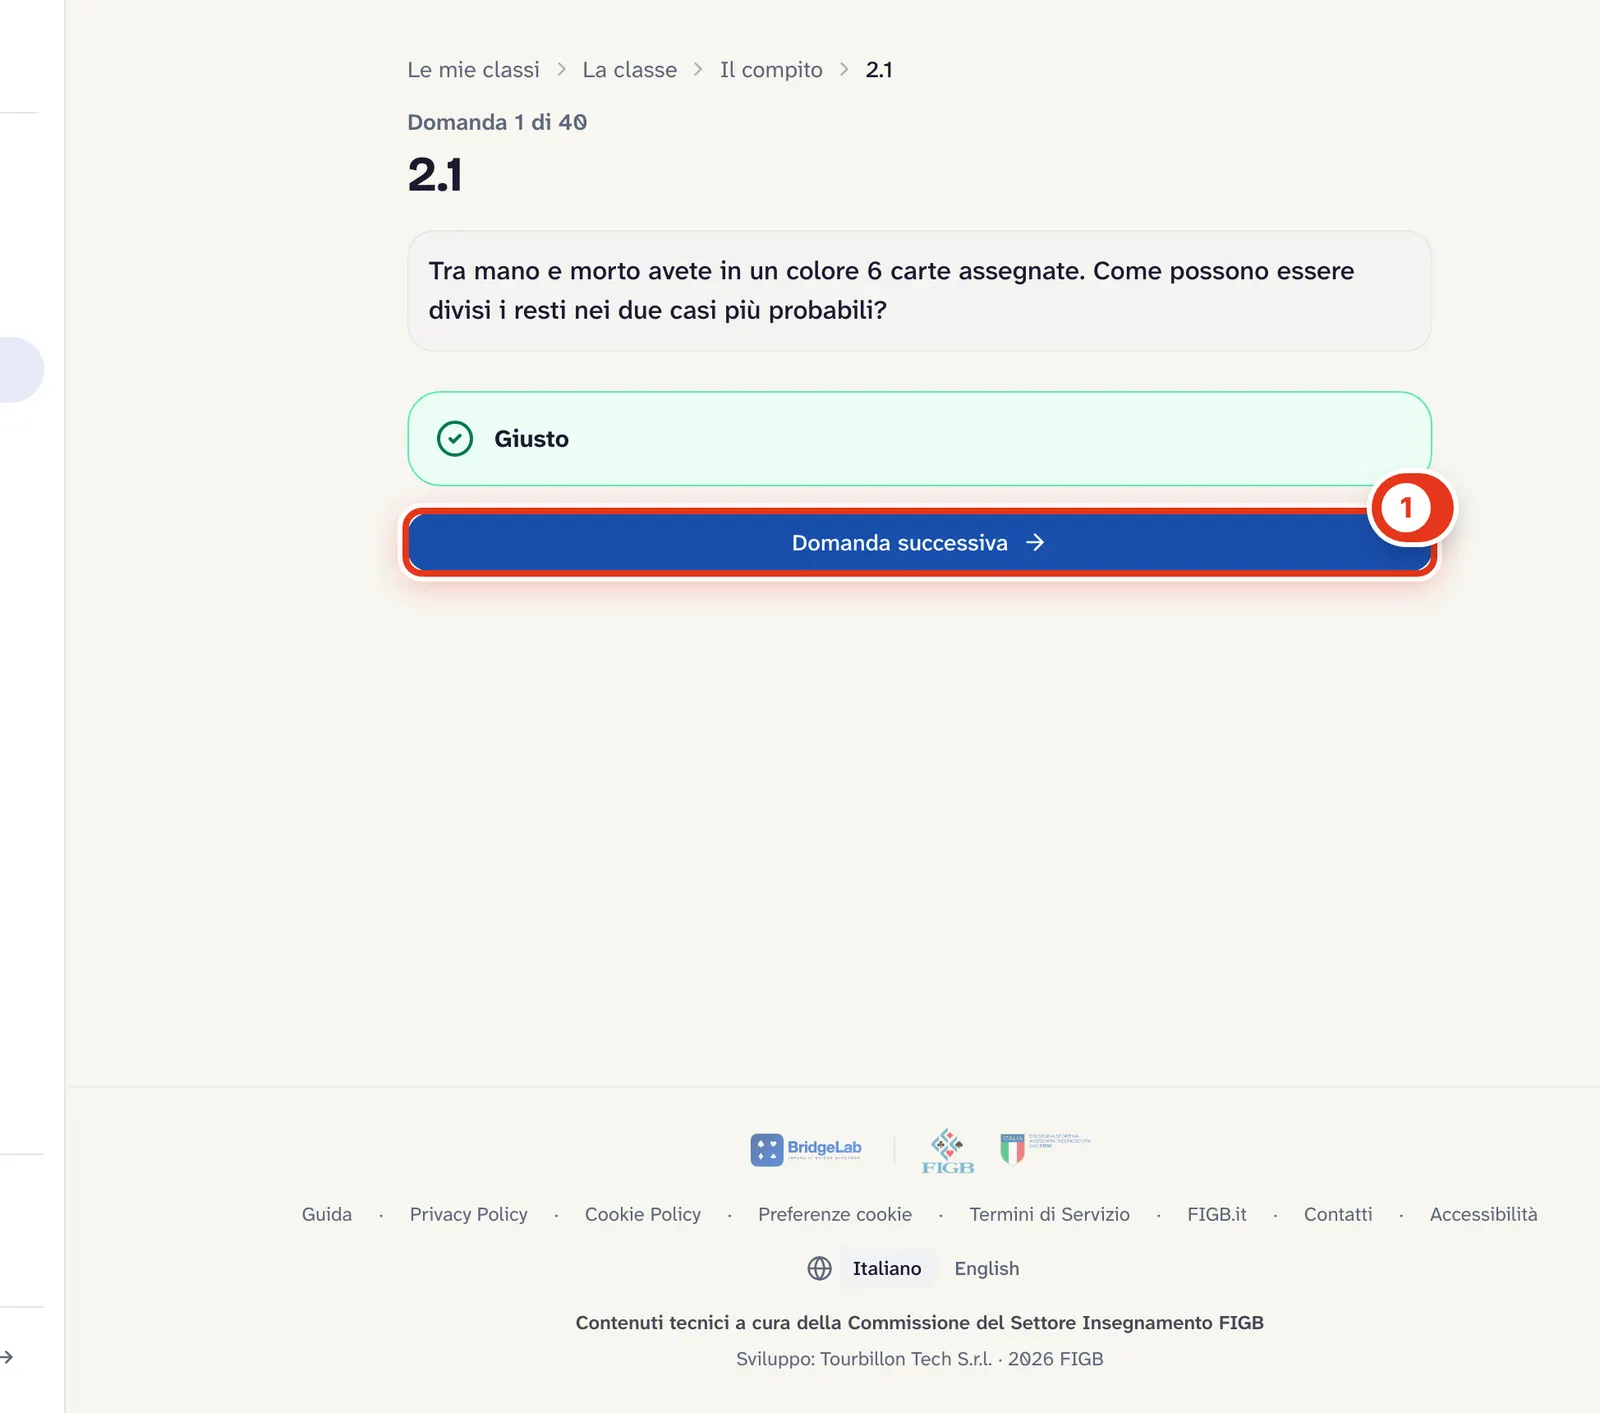 Le mie classi > La classe > Il compito > 2.1
Domanda 1 di 40
2.1
Tra mano e morto avete in un colore 6 carte assegnate. Come possono essere
divisi i resti nei due casi più probabili?
Giusto
1
Domanda successiva →
BridgeLab
FIGB
ITALIA
Guida · Privacy Policy · Cookie Policy · Preferenze cookie · Termini di Servizio · FIGB.it · Contatti · Accessibilità
Italiano English
Contenuti tecnici a cura della Commissione del Settore Insegnamento FIGB
Sviluppo: Tourbillon Tech S.r.l. · 2026 FIGB